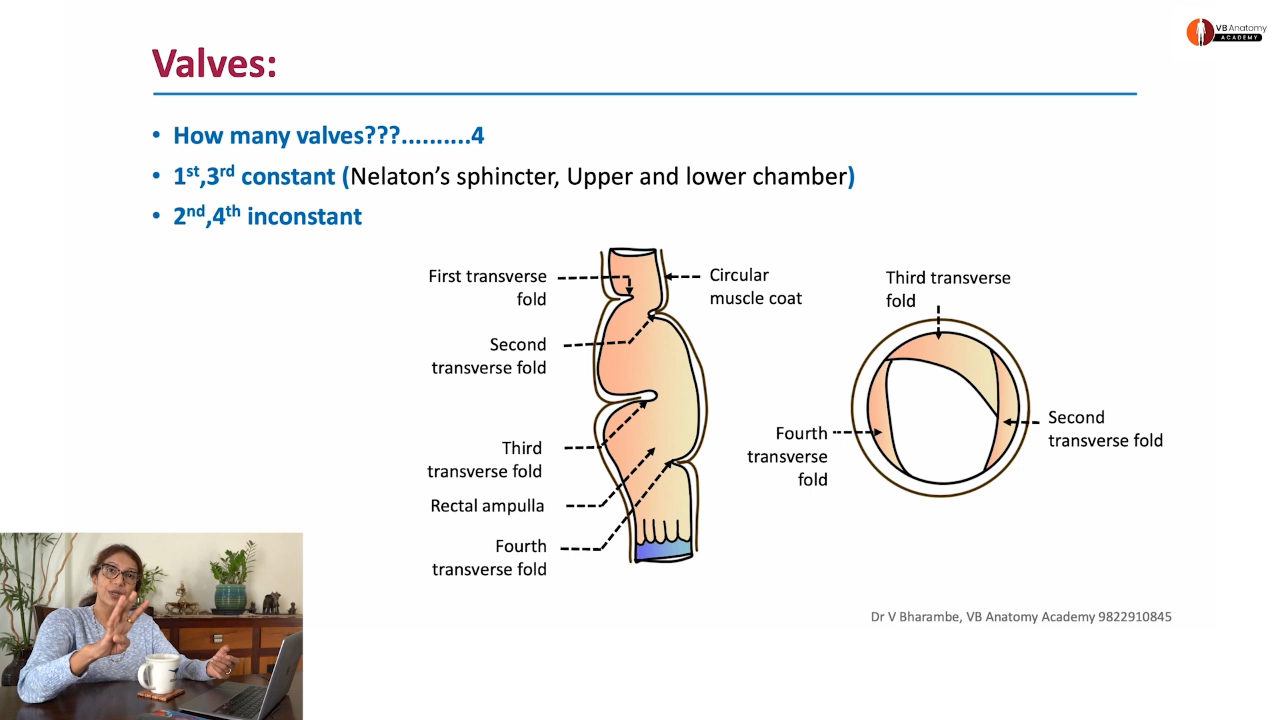 VB Anatomy
ACADEMY
Valves:
• How many valves???..........4
• 1st,3rd constant (Nelaton's sphincter, Upper and lower chamber)
• 2nd,4th inconstant
First transverse
fold
Circular
muscle coat
Second
transverse fold
Third
transverse fold
Rectal ampulla
Fourth
transverse fold
Third transverse
fold
Fourth
transverse
fold
Second
transverse fold
Dr V Bharambe, VB Anatomy Academy 9822910845